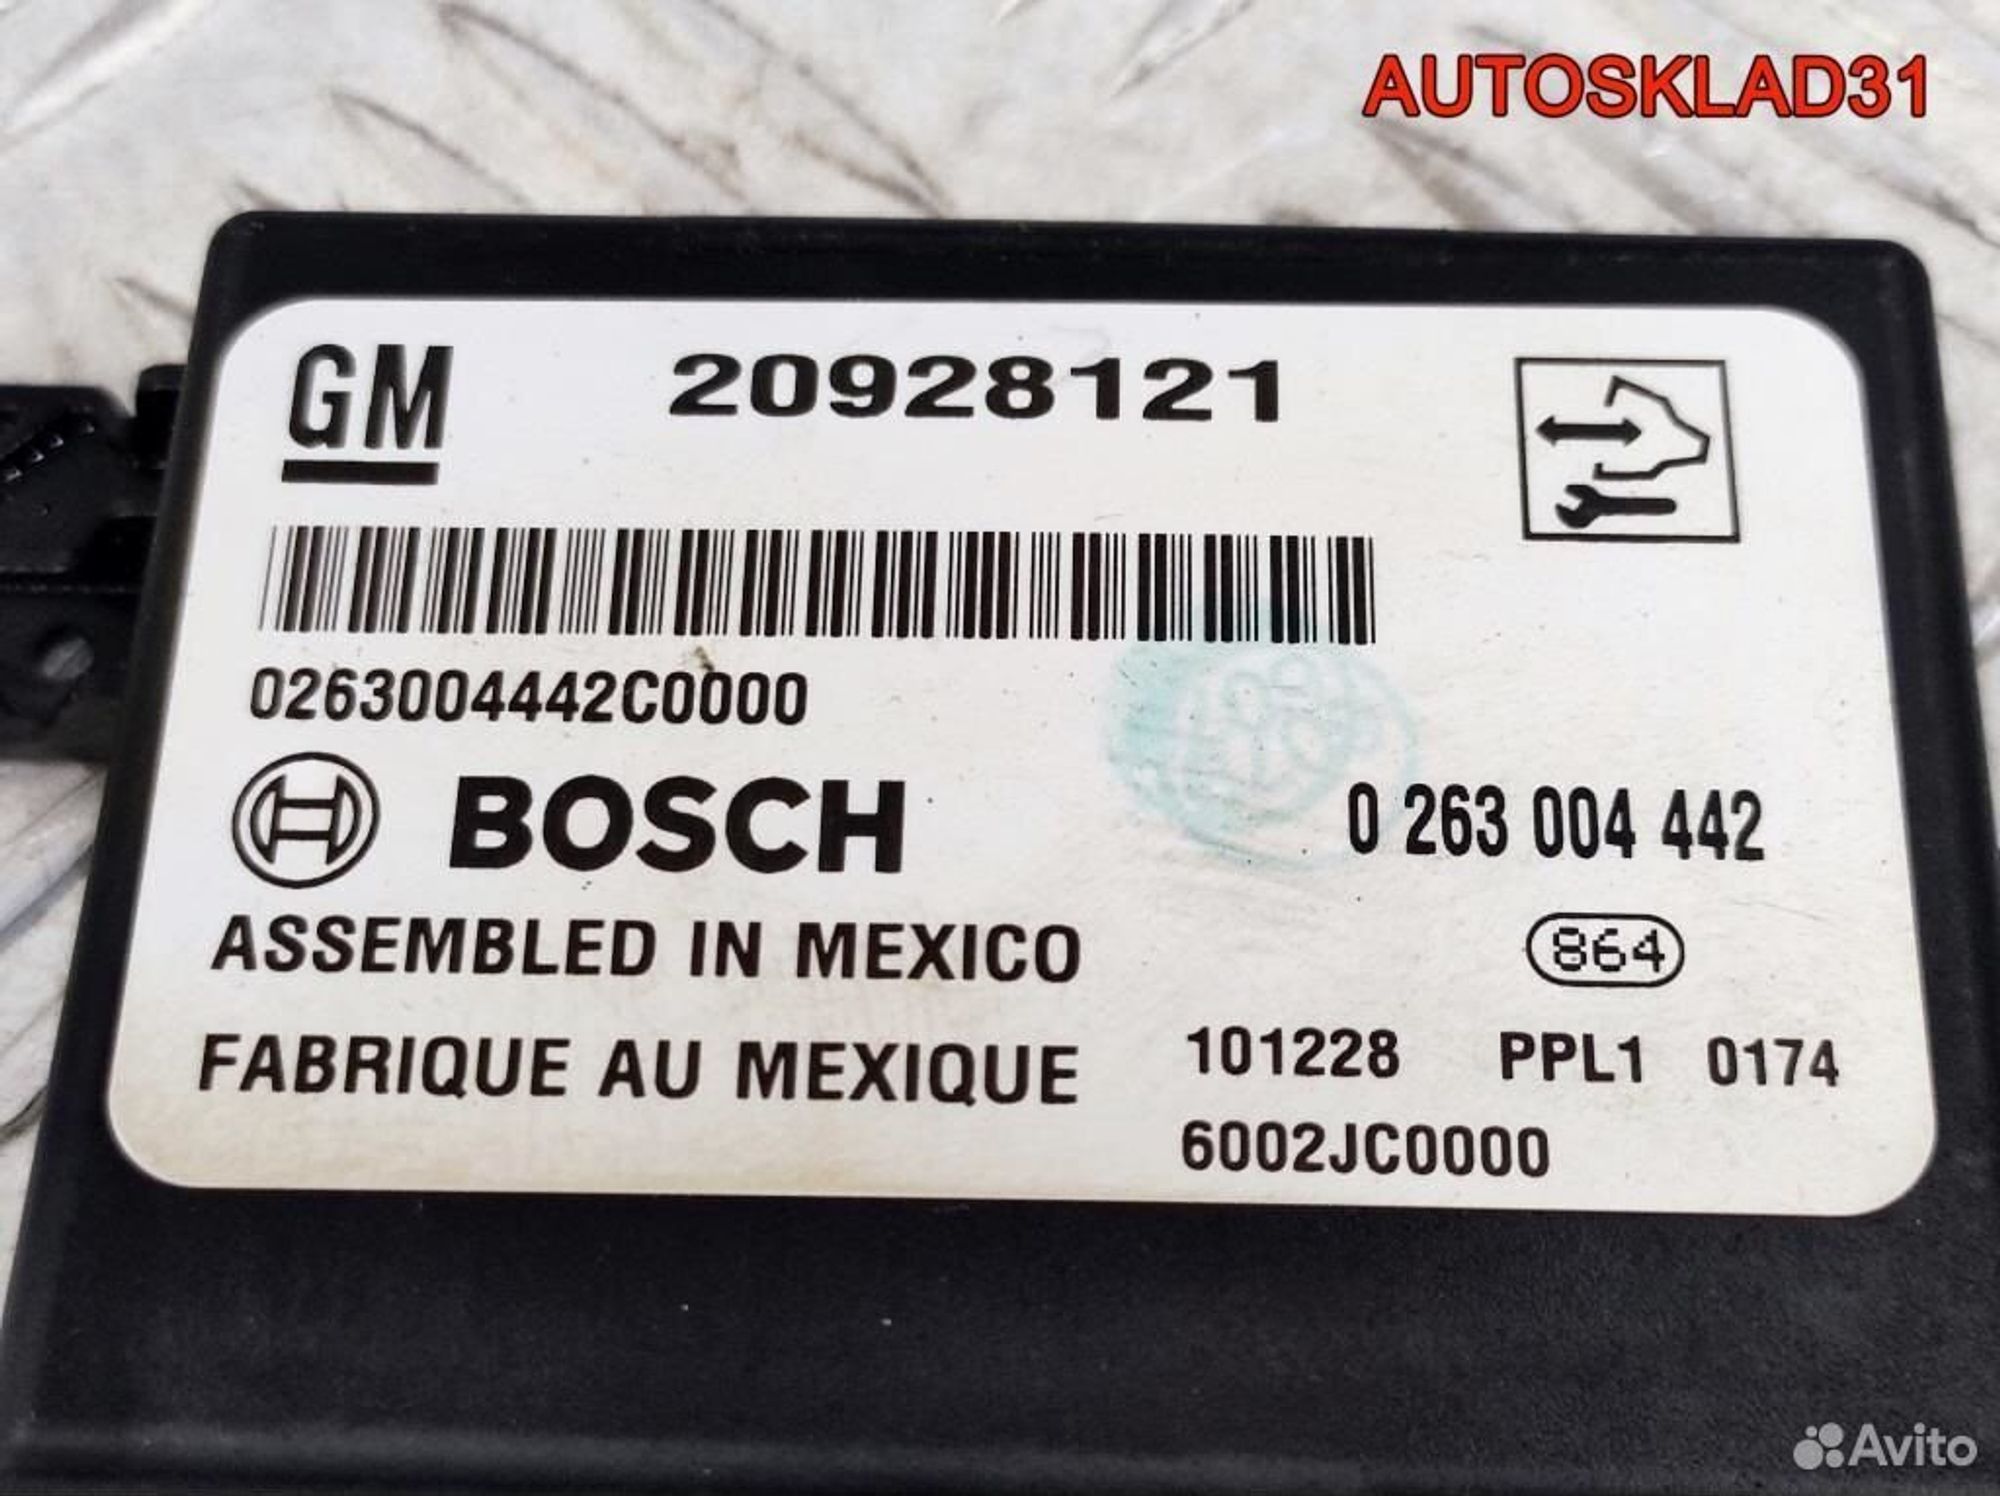 AUTOSKLAD31
GM 20928121
0263004442C0000
BOSCH 0 263 004 442
ASSEMBLED IN MEXICO 864
FABRIQUE AU MEXIQUE 101228 PPL1 0174
6002JC0000
Avito